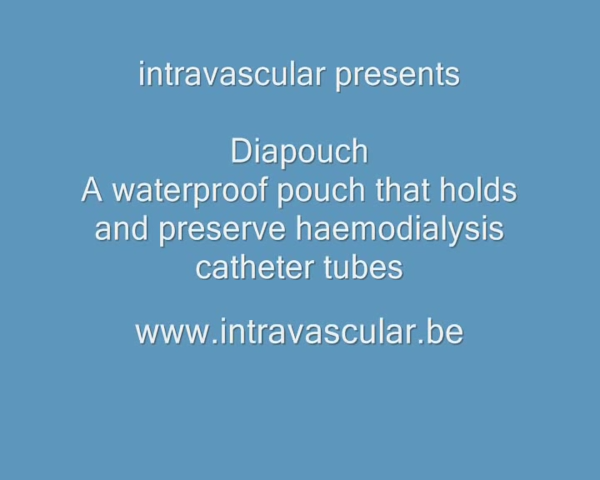 intravascular presents
Diapouch
A waterproof pouch that holds
and preserve haemodialysis
catheter tubes
www.intravascular.be